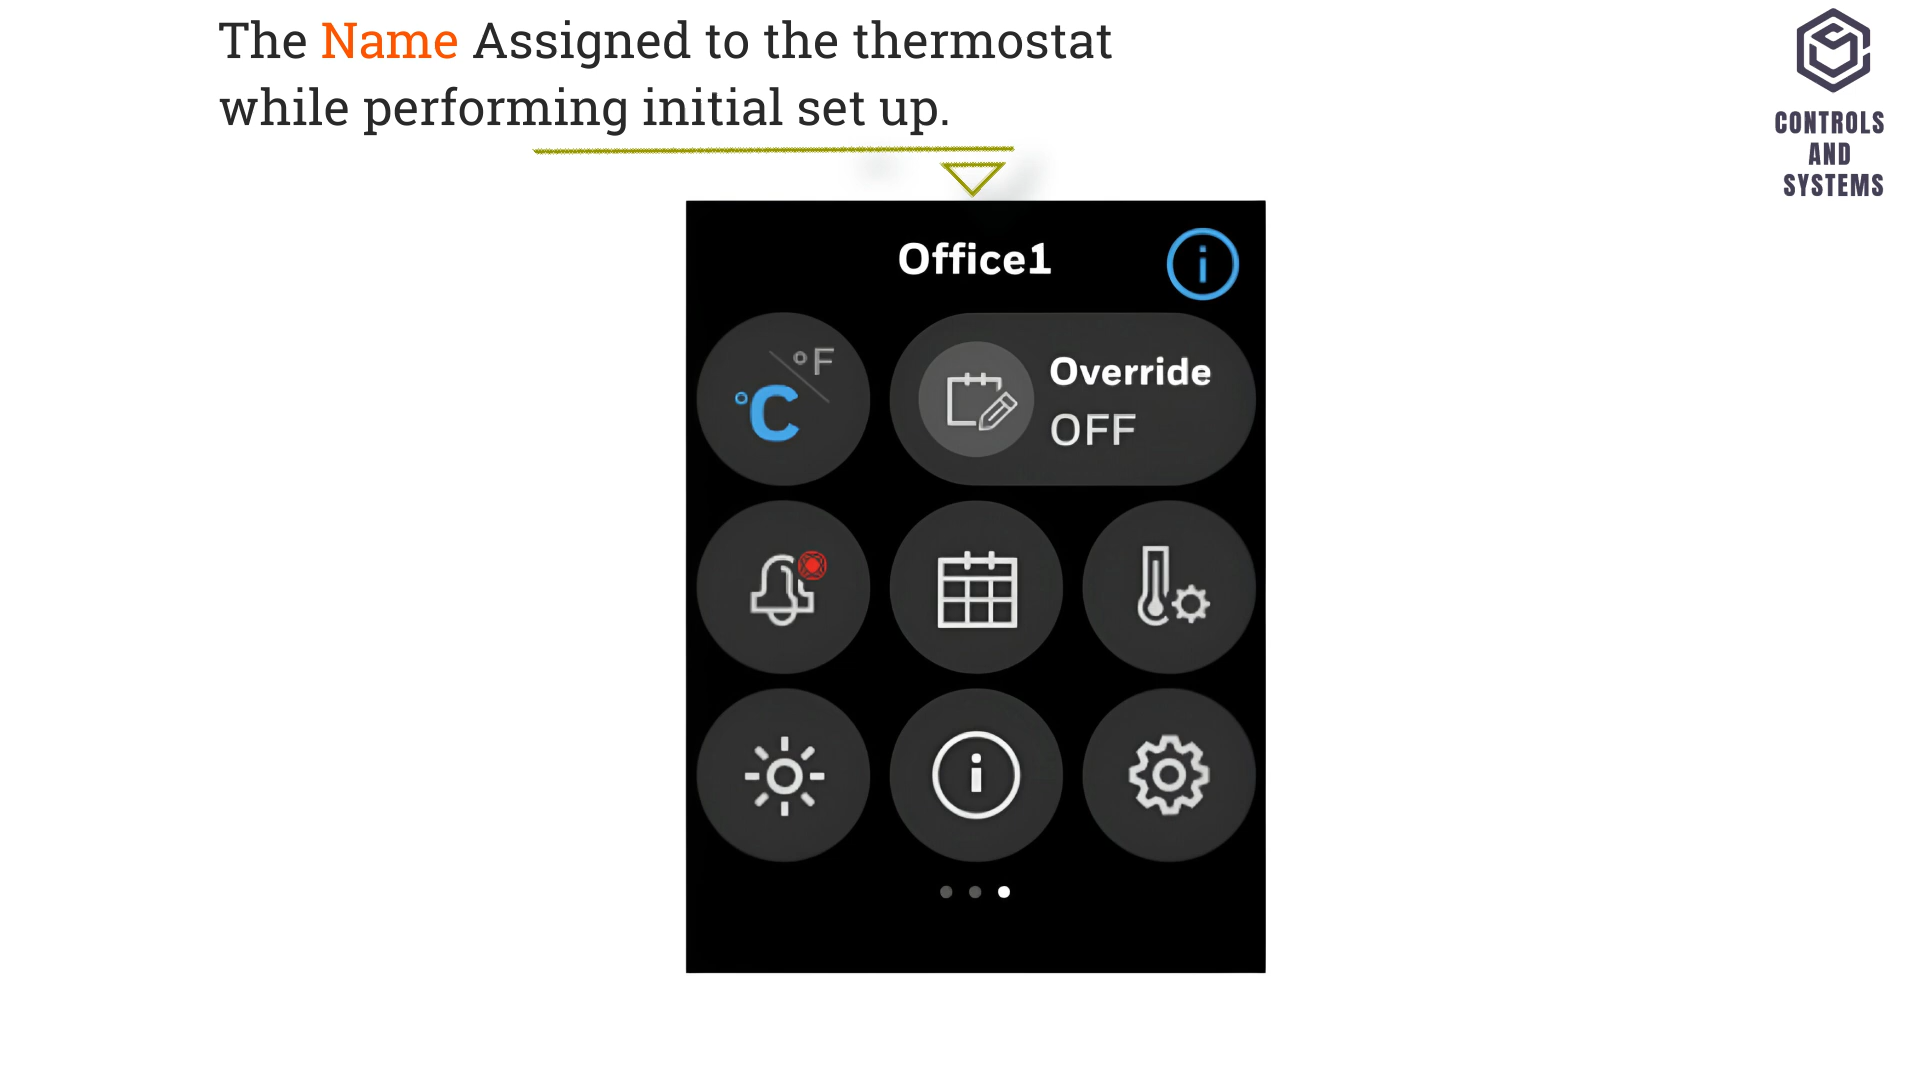 The Name Assigned to the thermostat
while performing initial set up.
CONTROLS
AND
SYSTEMS
Office1
i
°F
°C
Override
OFF
i